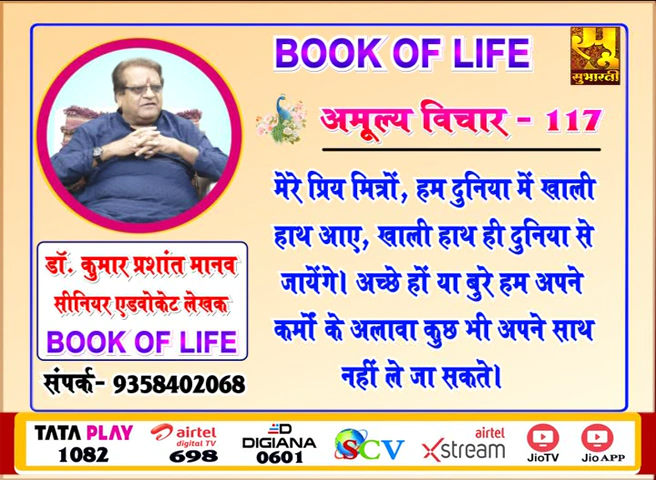 BOOK OF LIFE
सुभारती
अमूल्य विचार - 117
मेरे प्रिय मित्रों, हम दुनिया में खाली
हाथ आए, खाली हाथ ही दुनिया से
जायेंगे। अच्छे हों या बुरे हम अपने
कर्मों के अलावा कुछ भी अपने साथ
नहीं ले जा सकते।
डॉ. कुमार प्रशांत मानव
सीनियर एडवोकेट लेखक
BOOK OF LIFE
संपर्क- 9358402068
TATA PLAY
1082
airtel
digital TV
698
DIGIANA
0601
SCV
airtel
Xstream
JioTV
Jio APP